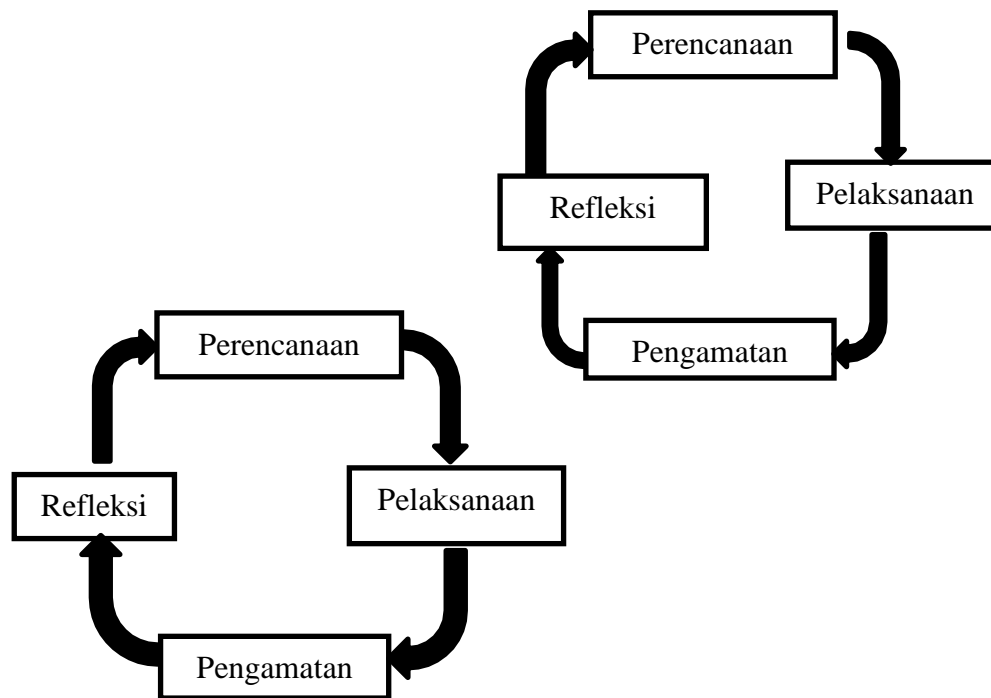 Perencanaan
Pelaksanaan
Refleksi
Pengamatan
Perencanaan
Pelaksanaan
Refleksi
Pengamatan